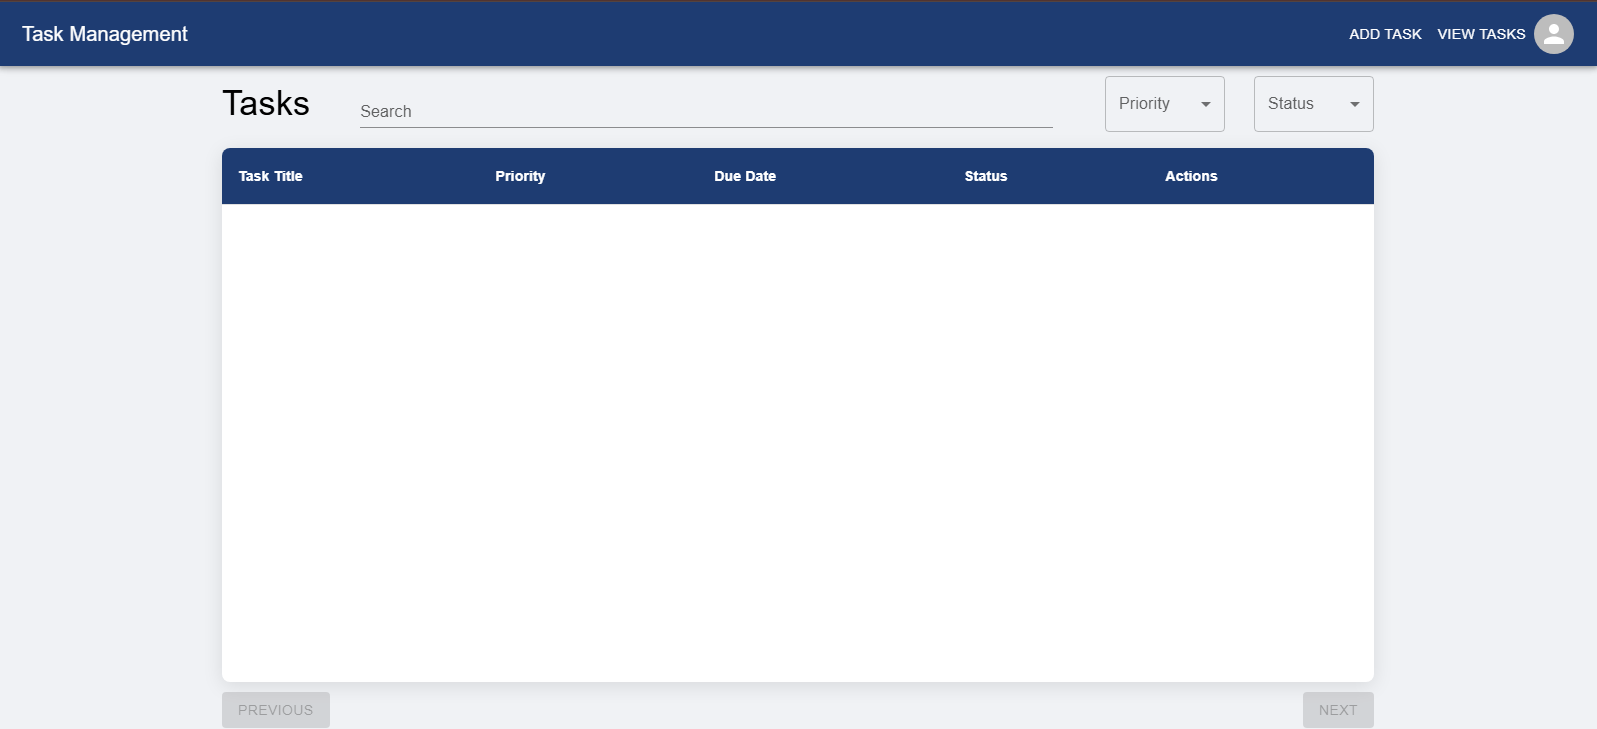 Task Management
ADD TASK VIEW TASKS
Tasks
Search
Priority
Status
Task Title Priority Due Date Status Actions
PREVIOUS
NEXT